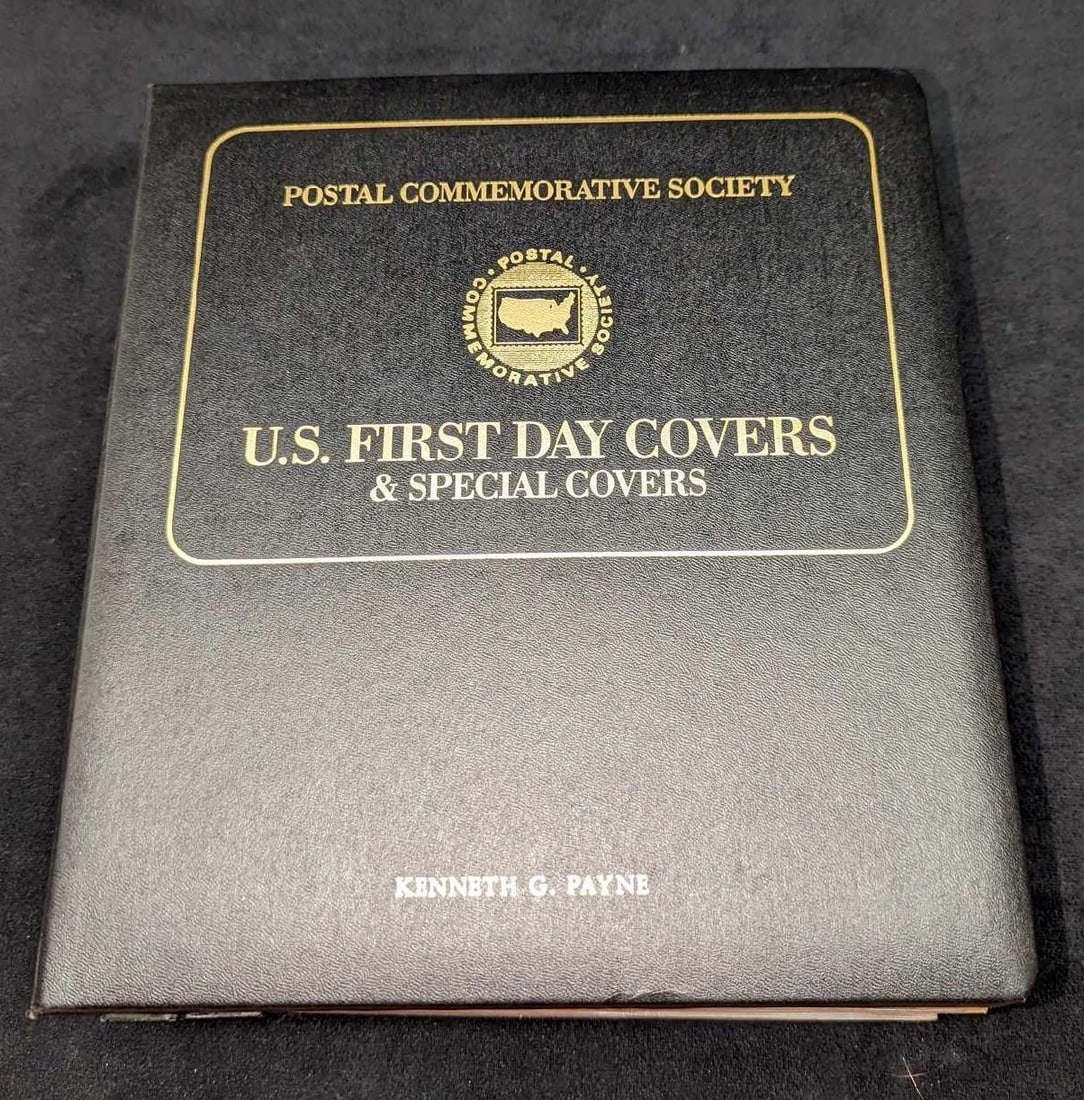 POSTAL COMMEMORATIVE SOCIETY
• POSTAL •
COMMEMORATIVE SOCIETY
U.S. FIRST DAY COVERS
& SPECIAL COVERS
KENNETH G. PAYNE